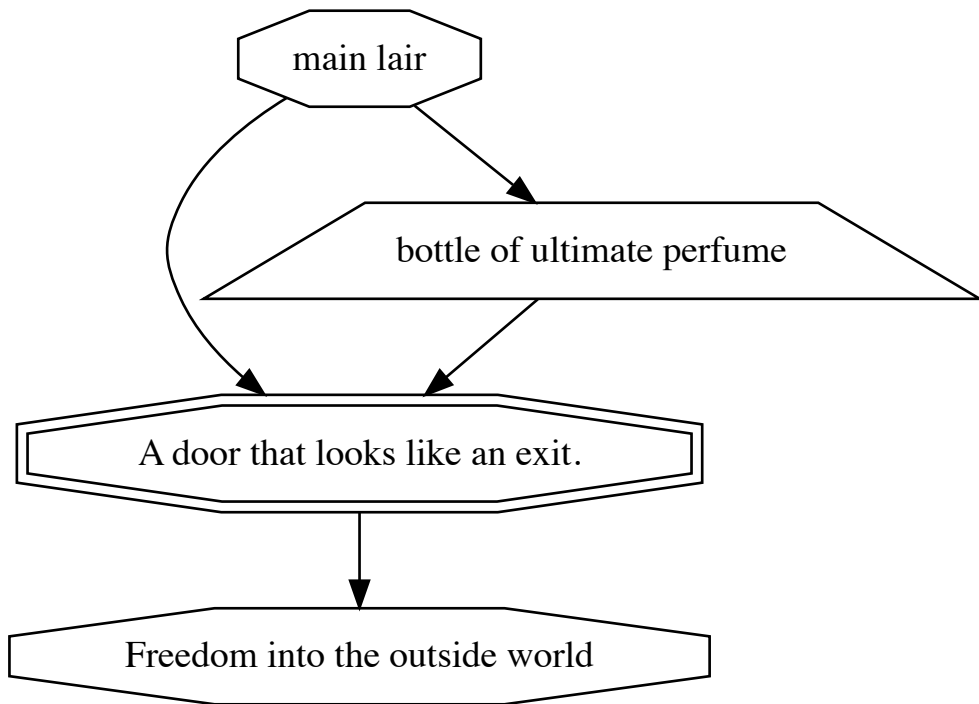 main lair
bottle of ultimate perfume
A door that looks like an exit.
Freedom into the outside world